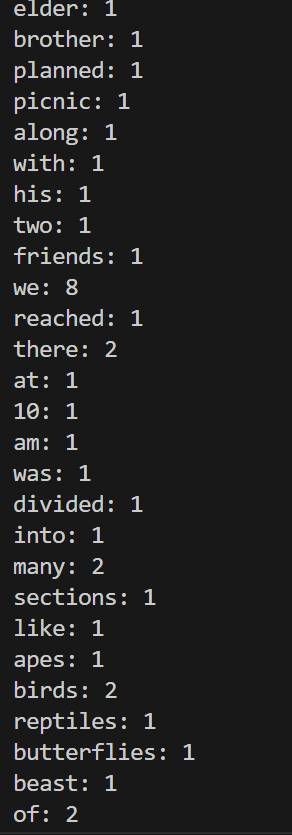 elder: 1
brother: 1
planned: 1
picnic: 1
along: 1
with: 1
his: 1
two: 1
friends: 1
we: 8
reached: 1
there: 2
at: 1
10: 1
am: 1
was: 1
divided: 1
into: 1
many: 2
sections: 1
like: 1
apes: 1
birds: 2
reptiles: 1
butterflies: 1
beast: 1
of: 2